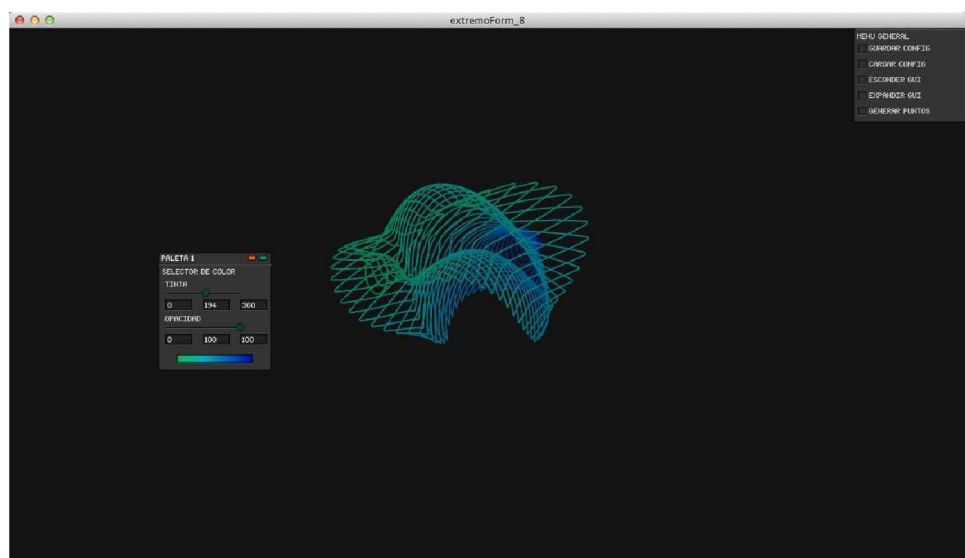 extremoForm_8
MENU GENERAL
GUARDAR CONFIG
CARGAR CONFIG
ESCONDER GUI
EXPANDIR GUI
GENERAR PUNTOS
PALETA 1
SELECTOR DE COLOR
TINTA
0 194 360
OPACIDAD
0 100 100